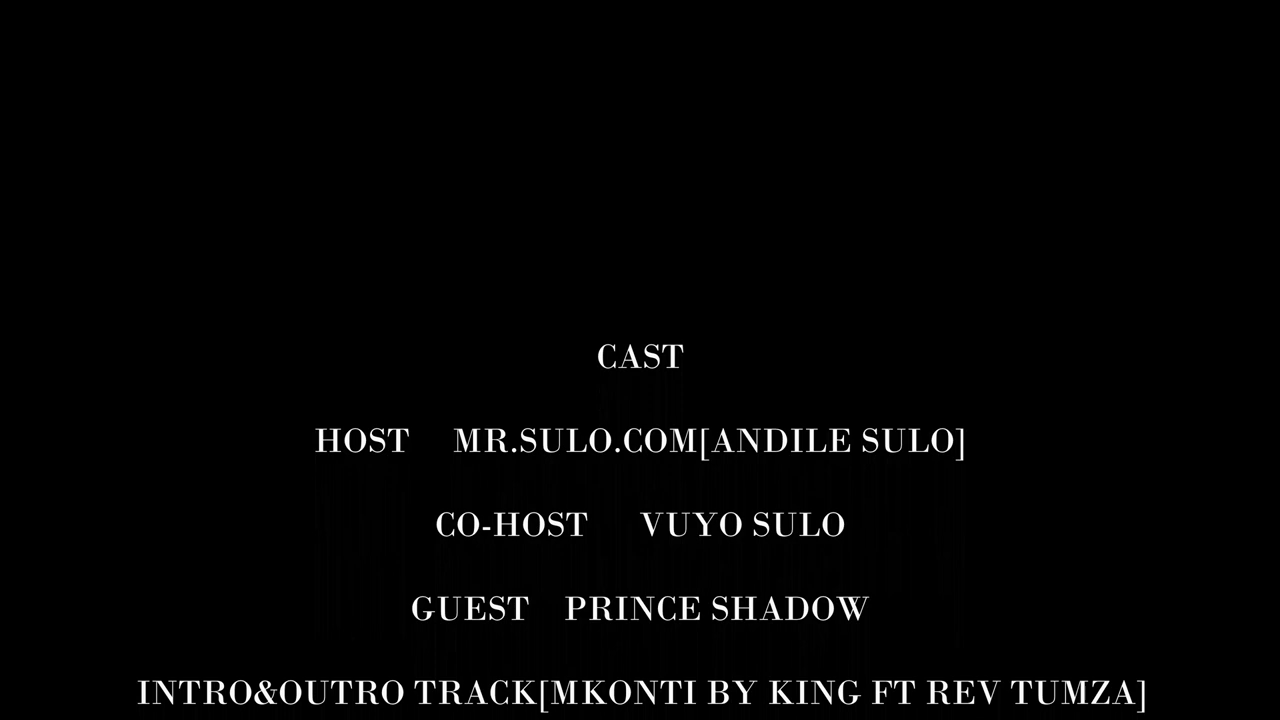 CAST
HOST MR.SULO.COM[ANDILE SULO]
CO-HOST VUYO SULO
GUEST PRINCE SHADOW
INTRO&OUTRO TRACK[MKONTI BY KING FT REV TUMZA]